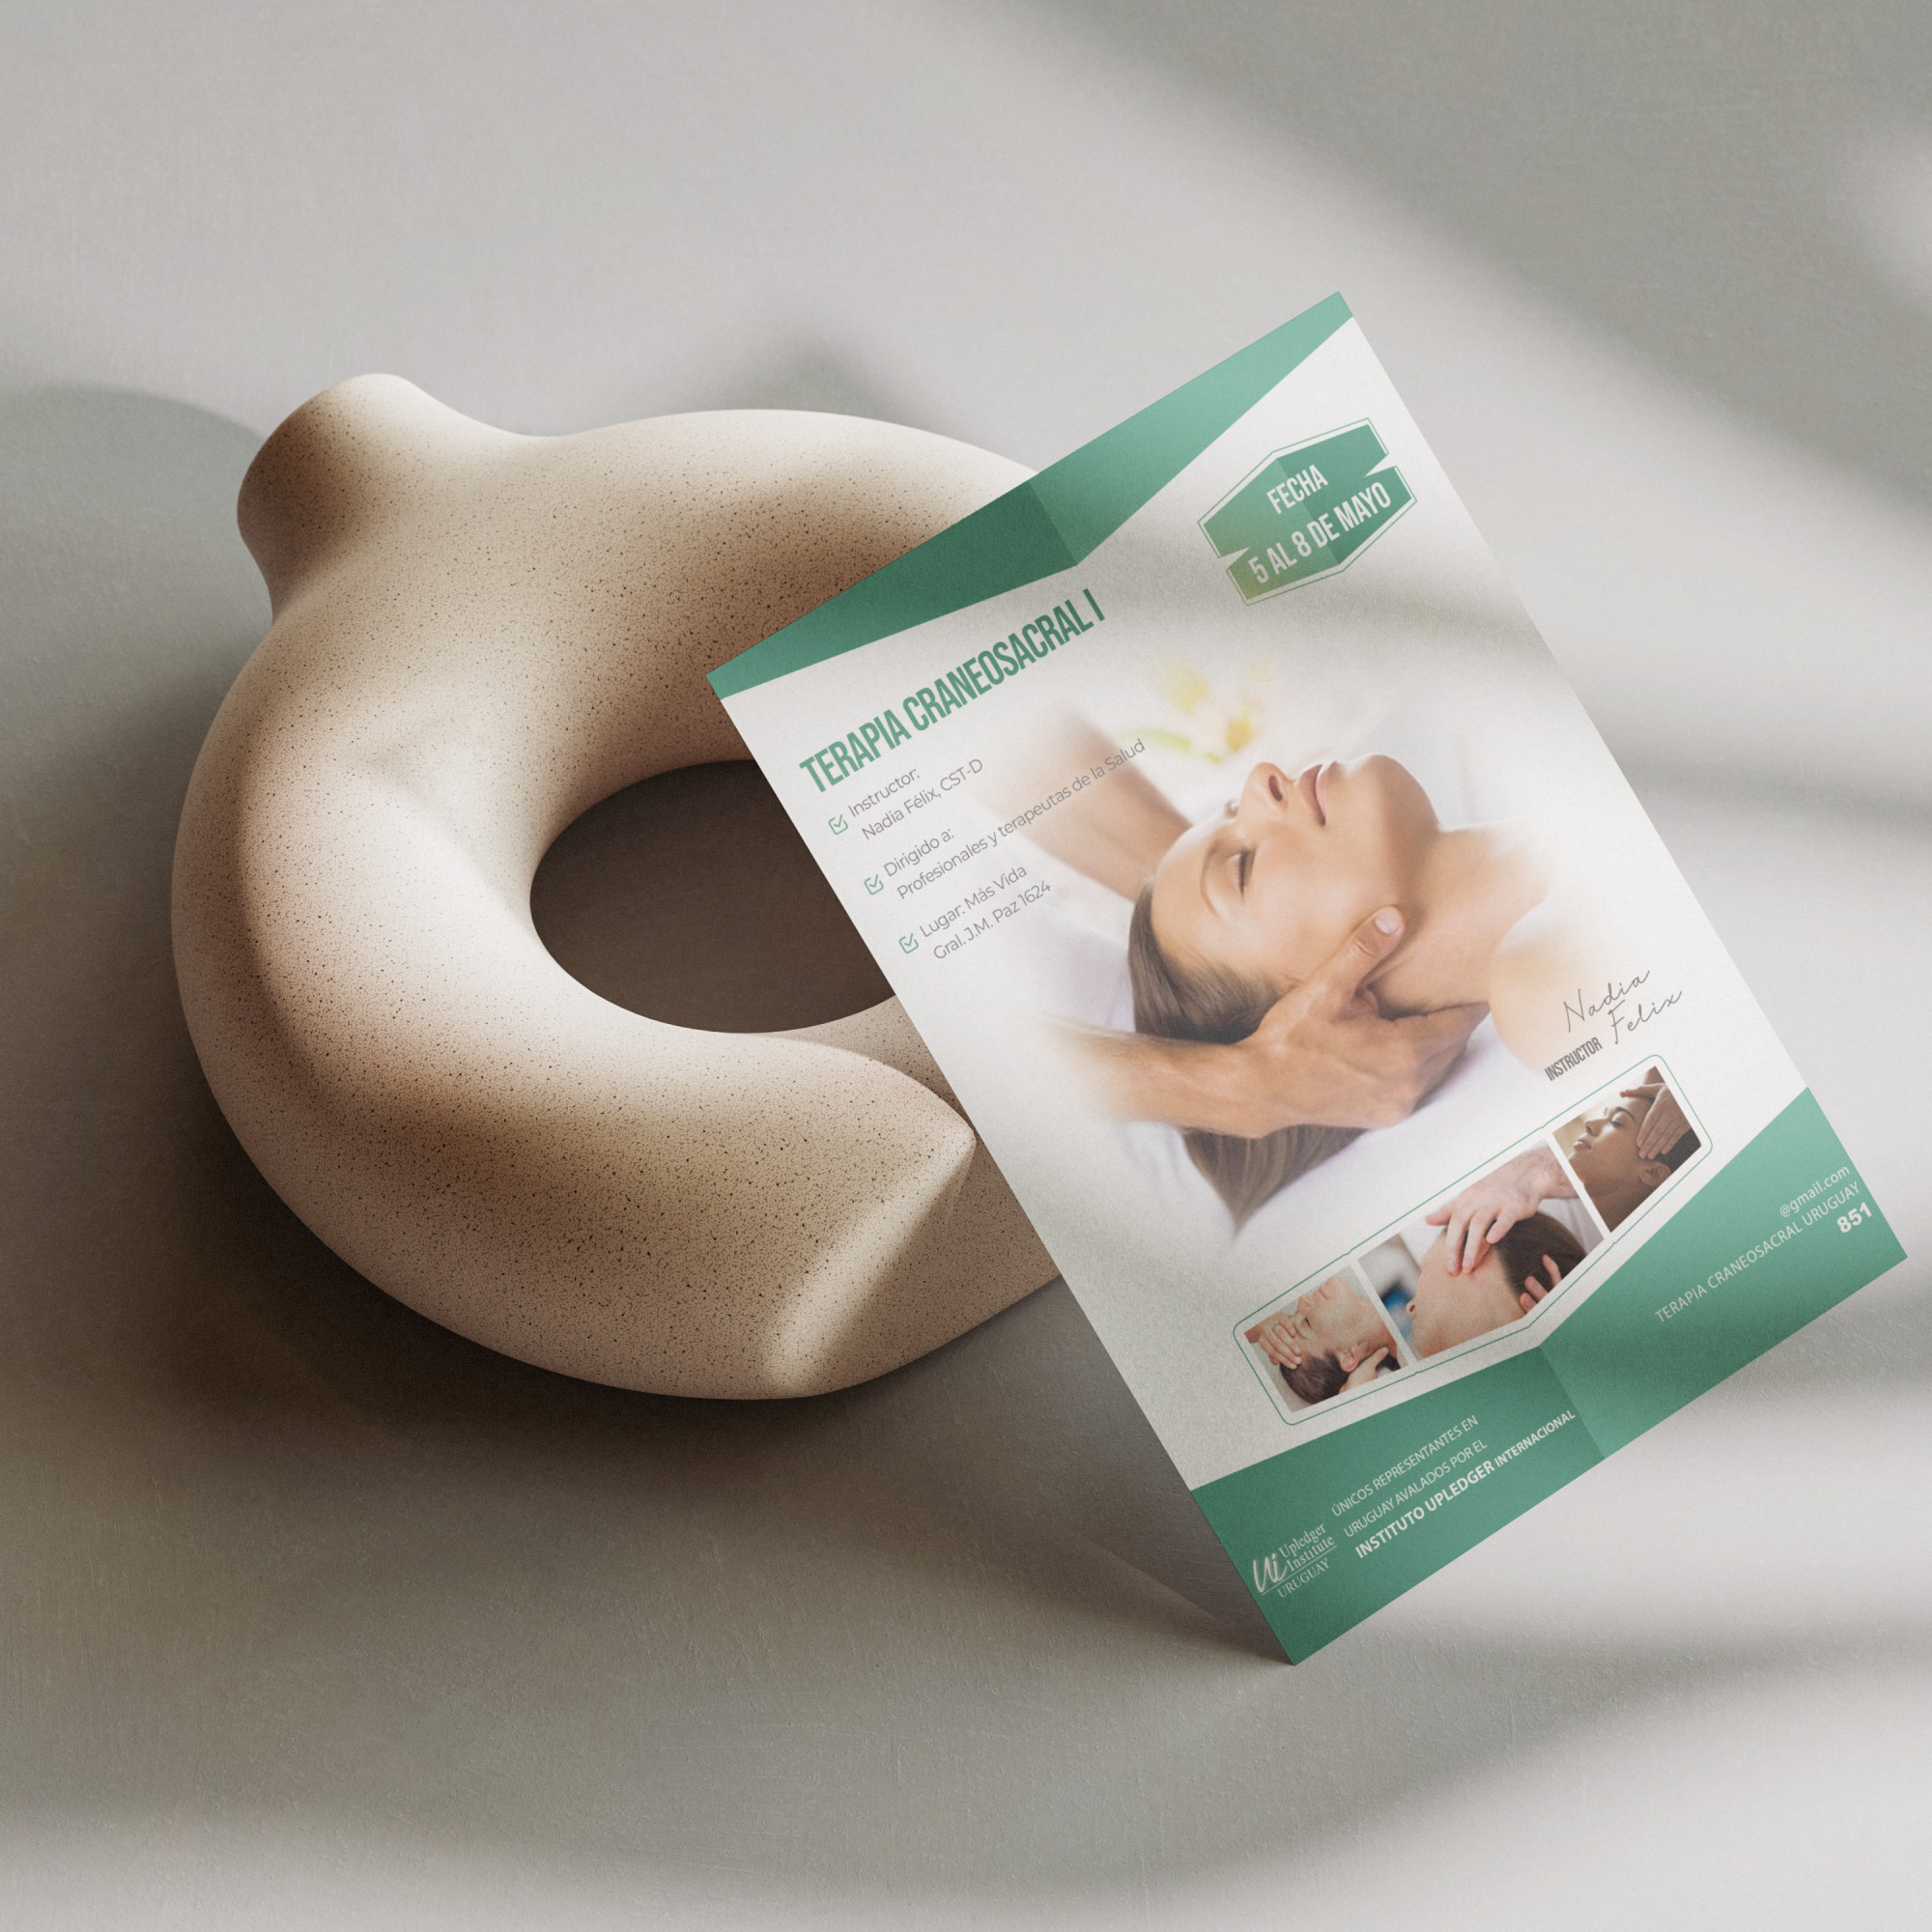 FECHA
5 AL 8 DE MAYO
TERAPIA CRANEOSACRAL I
Instructor:
Nadia Félix, CST-D
Dirigido a:
Profesionales y terapeutas de la Salud
Lugar: Más Vida
Gral. J.M. Paz 1624
Nadia
Felix
INSTRUCTOR
@gmail.com
TERAPIA CRANEOSACRAL URUGUAY
851
ÚNICOS REPRESENTANTES EN
URUGUAY AVALADOS POR EL
INSTITUTO UPLEDGER INTERNACIONAL
Ui Upledger
Institute
URUGUAY